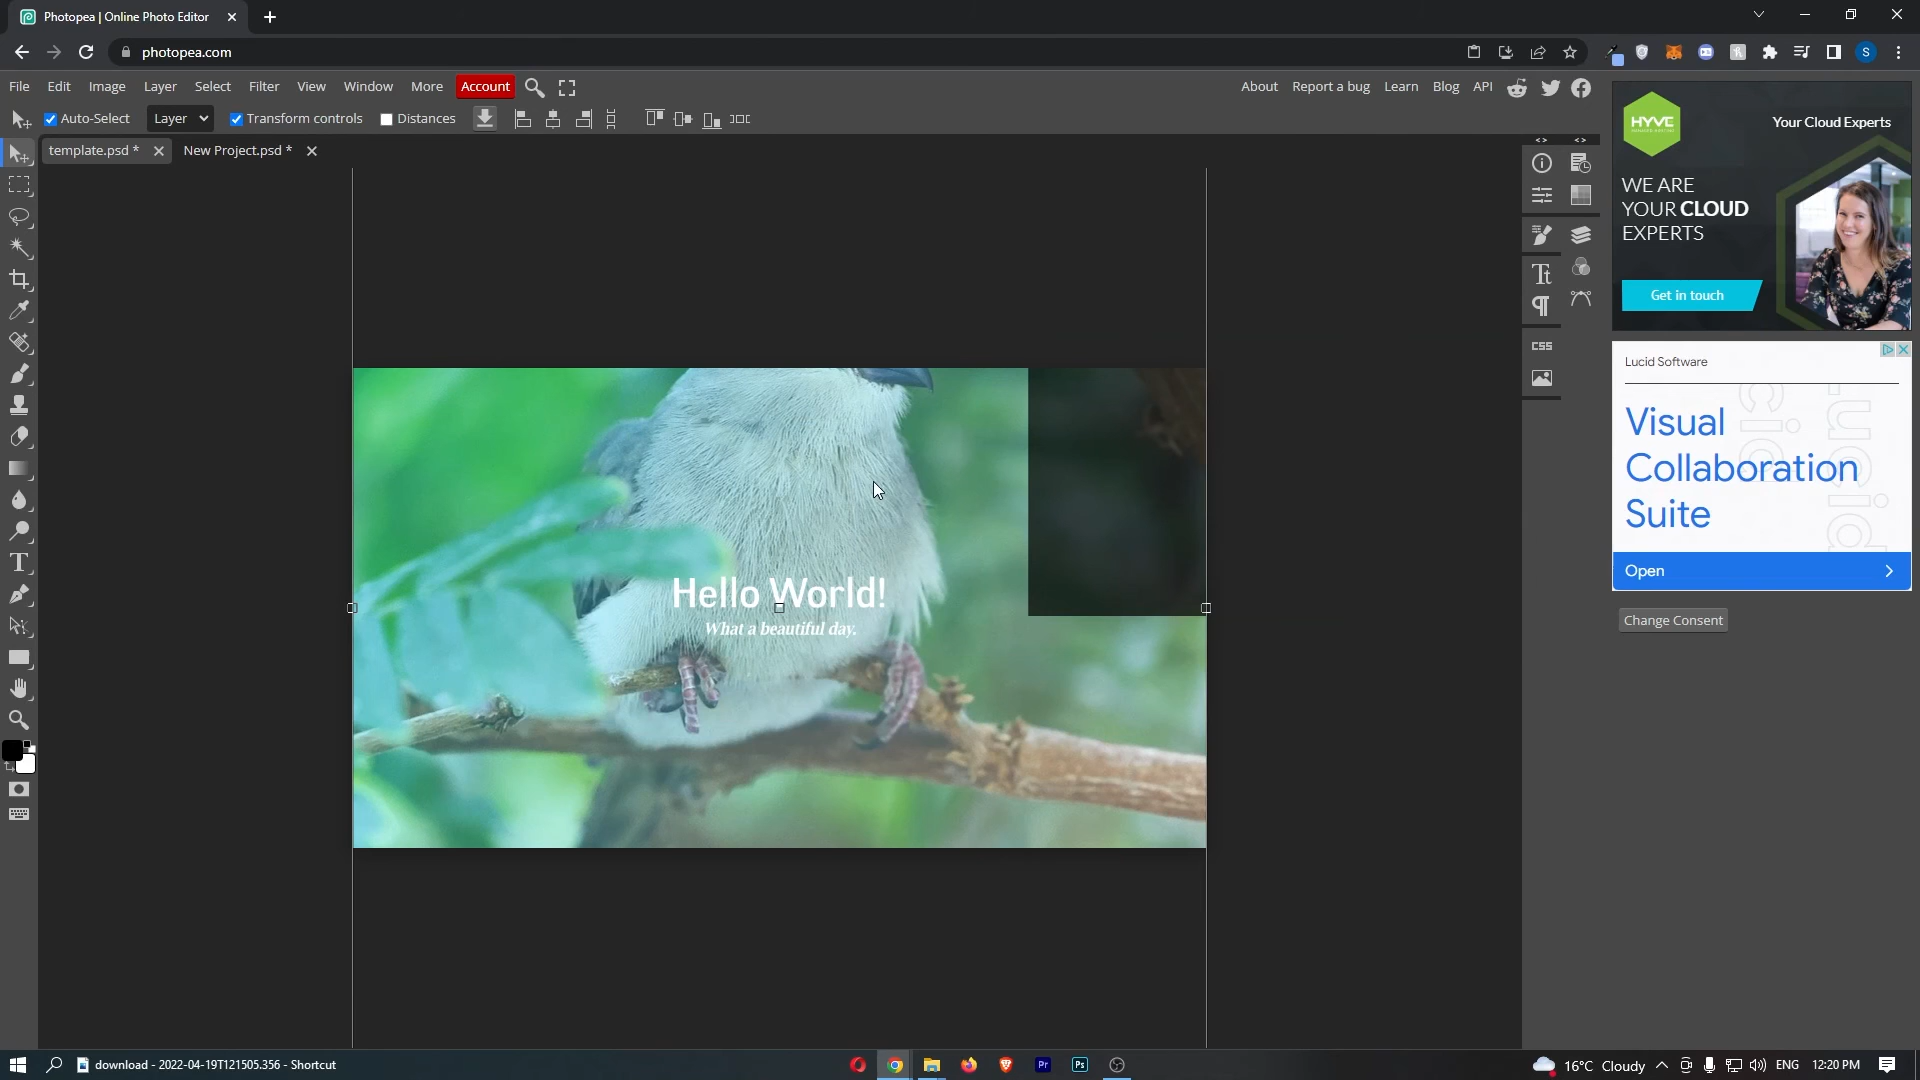 Photopea | Online Photo Editor
photopea.com
S
File Edit Image Layer Select Filter View Window More Account
About Report a bug Learn Blog API
Auto-Select Layer Transform controls Distances
template.psd * New Project.psd *
HYVE
Your Cloud Experts
WE ARE
YOUR CLOUD
EXPERTS
Get in touch
CSS
Lucid Software
Visual
Collaboration
Suite
Open
Change Consent
Hello World!
What a beautiful day.
download - 2022-04-19T121505.356 - Shortcut
Pr
Ps
16°C Cloudy
ENG
12:20 PM